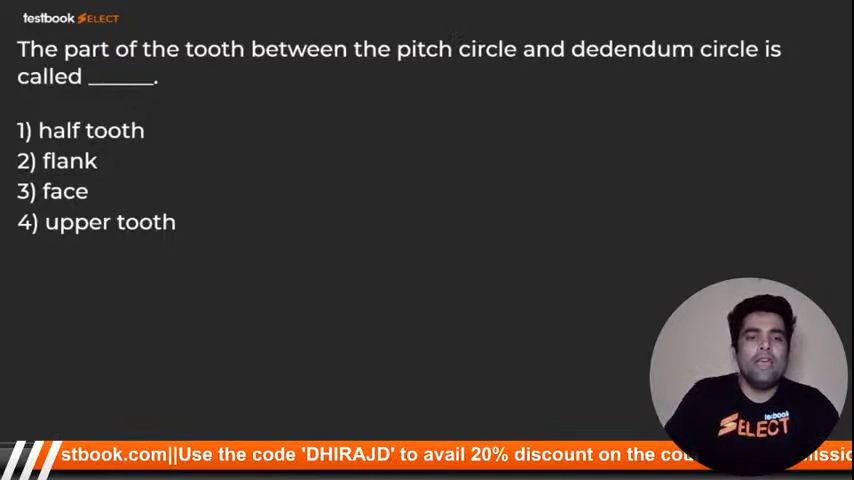 testbook SELECT
The part of the tooth between the pitch circle and dedendum circle is
called ______.
1) half tooth
2) flank
3) face
4) upper tooth
testbook
SELECT
stbook.com||Use the code 'DHIRAJD' to avail 20% discount on the